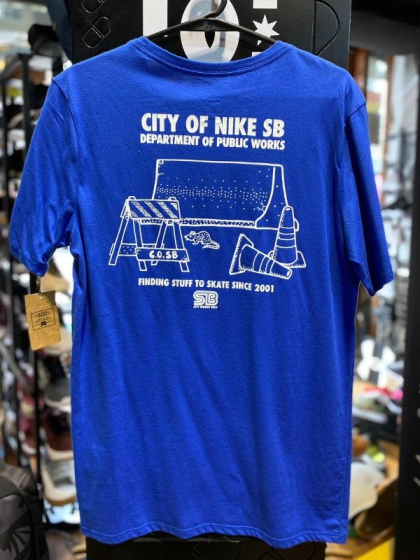 CITY OF NIKE SB
DEPARTMENT OF PUBLIC WORKS
C.O.SB
FINDING STUFF TO SKATE SINCE 2001
SB